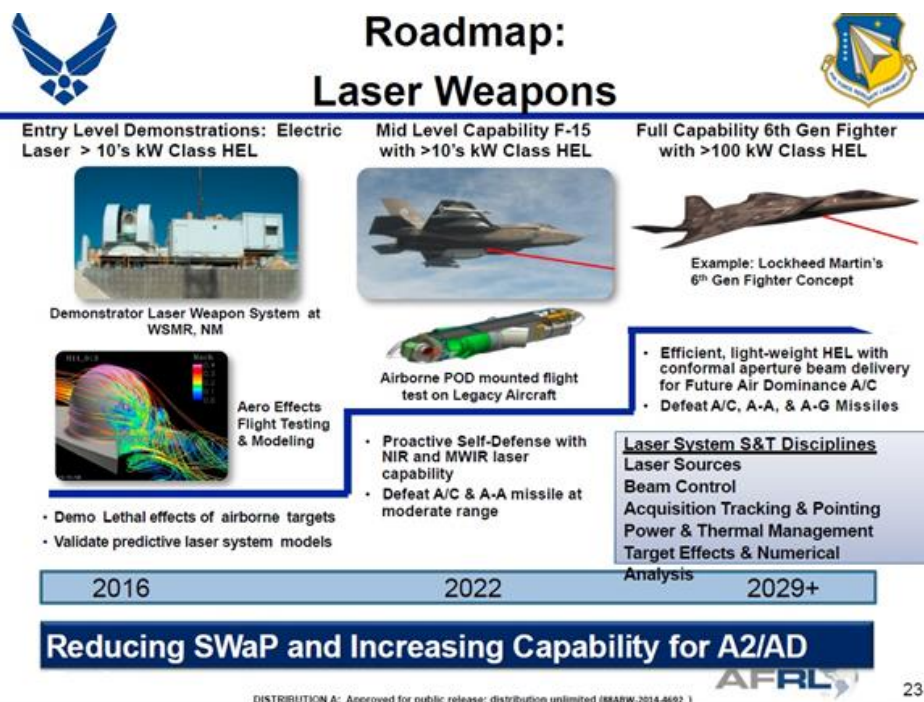 Roadmap:
Laser Weapons
Entry Level Demonstrations: Electric
Laser > 10's kW Class HEL
Demonstrator Laser Weapon System at
WSMR, NM
Mach
Aero Effects
Flight Testing
& Modeling
• Demo Lethal effects of airborne targets
• Validate predictive laser system models
Mid Level Capability F-15
with >10's kW Class HEL
Airborne POD mounted flight
test on Legacy Aircraft
• Proactive Self-Defense with
NIR and MWIR laser
capability
• Defeat A/C & A-A missile at
moderate range
Full Capability 6th Gen Fighter
with >100 kW Class HEL
Example: Lockheed Martin's
6th Gen Fighter Concept
• Efficient, light-weight HEL with
conformal aperture beam delivery
for Future Air Dominance A/C
• Defeat A/C, A-A, & A-G Missiles
Laser System S&T Disciplines
Laser Sources
Beam Control
Acquisition Tracking & Pointing
Power & Thermal Management
Target Effects & Numerical
Analysis
2016
2022
2029+
Reducing SWaP and Increasing Capability for A2/AD
AFRL
23
DISTRIBUTION A: Approved for public release; distribution unlimited (88ABW-2014-4692 )